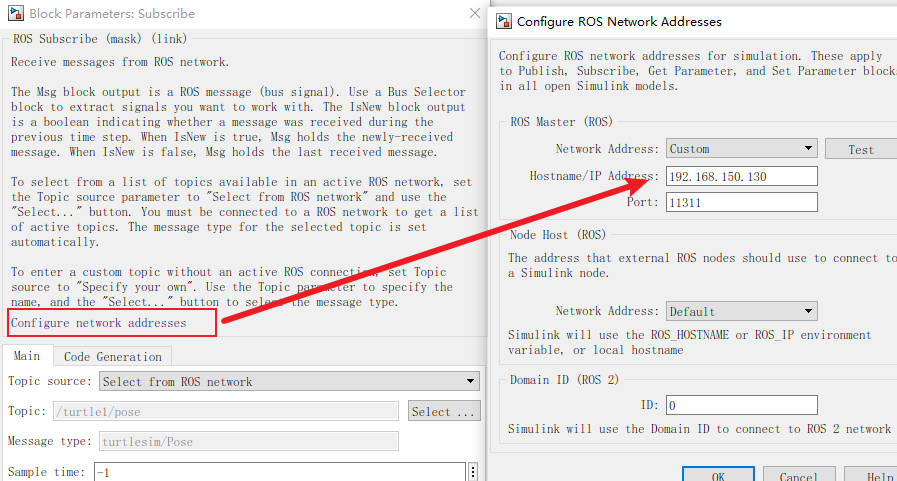 Block Parameters: Subscribe
ROS Subscribe (mask) (link)
Receive messages from ROS network.
The Msg block output is a ROS message (bus signal). Use a Bus Selector
block to extract signals you want to work with. The IsNew block output
is a boolean indicating whether a message was received during the
previous time step. When IsNew is true, Msg holds the newly-received
message. When IsNew is false, Msg holds the last received message.
To select from a list of topics available in an active ROS network, set
the Topic source parameter to "Select from ROS network" and use the
"Select..." button. You must be connected to a ROS network to get a list
of active topics. The message type for the selected topic is set
automatically.
To enter a custom topic without an active ROS connection, set Topic
source to "Specify your own". Use the Topic parameter to specify the
name, and the "Select..." button to select the message type.
Configure network addresses
Main
Code Generation
Topic source: Select from ROS network
Topic: /turtle1/pose
Select ...
Message type: turtlesim/Pose
Sample time: -1
Configure ROS Network Addresses
Configure ROS network addresses for simulation. These apply
to Publish, Subscribe, Get Parameter, and Set Parameter block
in all open Simulink models.
ROS Master (ROS)
Network Address: Custom
Test
Hostname/IP Address: 192.168.150.130
Port: 11311
Node Host (ROS)
The address that external ROS nodes should use to connect to
a Simulink node.
Network Address: Default
Simulink will use the ROS_HOSTNAME or ROS_IP environment
variable, or local hostname
Domain ID (ROS 2)
ID: 0
Simulink will use the Domain ID to connect to ROS 2 network
OK
Cancel
Help